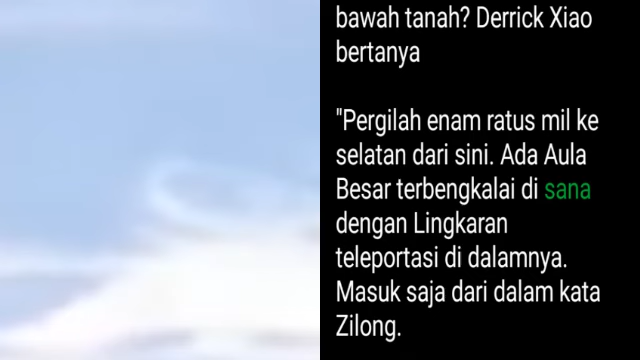 bawah tanah? Derrick Xiao
bertanya
"Pergilah enam ratus mil ke
selatan dari sini. Ada Aula
Besar terbengkalai di sana
dengan Lingkaran
teleportasi di dalamnya.
Masuk saja dari dalam kata
Zilong.